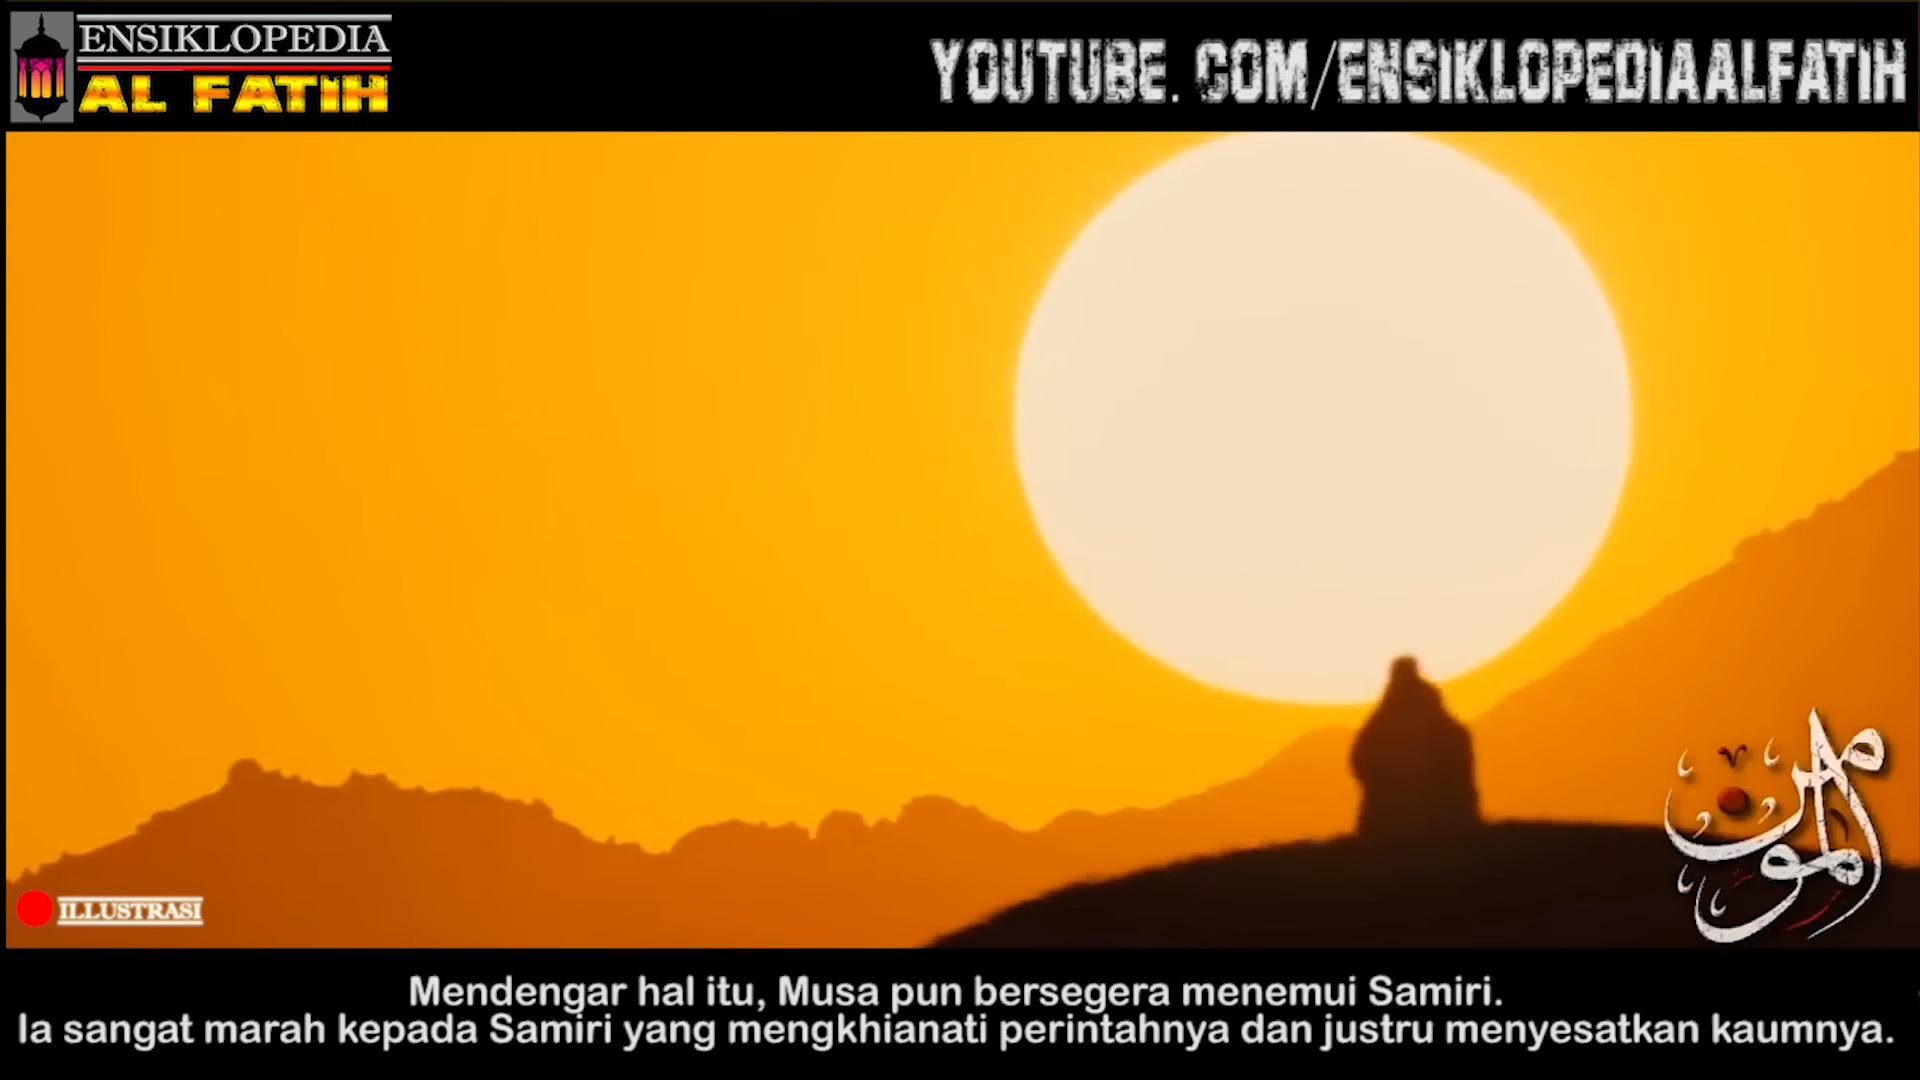 ENSIKLOPEDIA
AL FATIH
YOUTUBE. COM/ENSIKLOPEDIAALFATIH
ILLUSTRASI
Mendengar hal itu, Musa pun bersegera menemui Samiri.
Ia sangat marah kepada Samiri yang mengkhianati perintahnya dan justru menyesatkan kaumnya.